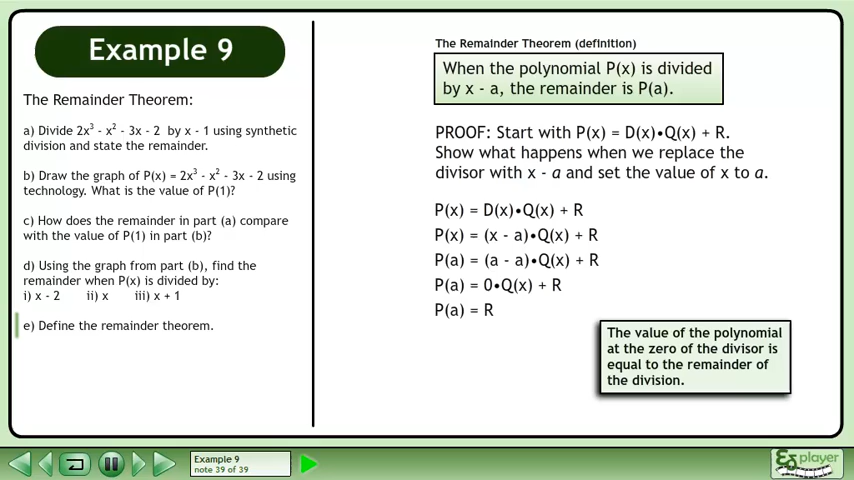 Example 9
The Remainder Theorem:
a) Divide 2x³ - x² - 3x - 2 by x - 1 using synthetic
division and state the remainder.
b) Draw the graph of P(x) = 2x³ - x² - 3x - 2 using
technology. What is the value of P(1)?
c) How does the remainder in part (a) compare
with the value of P(1) in part (b)?
d) Using the graph from part (b), find the
remainder when P(x) is divided by:
i) x - 2 ii) x iii) x + 1
e) Define the remainder theorem.
The Remainder Theorem (definition)
When the polynomial P(x) is divided
by x - a, the remainder is P(a).
PROOF: Start with P(x) = D(x)•Q(x) + R.
Show what happens when we replace the
divisor with x - a and set the value of x to a.
P(x) = D(x)•Q(x) + R
P(x) = (x - a)•Q(x) + R
P(a) = (a - a)•Q(x) + R
P(a) = 0•Q(x) + R
P(a) = R
The value of the polynomial
at the zero of the divisor is
equal to the remainder of
the division.
Example 9
note 39 of 39
player